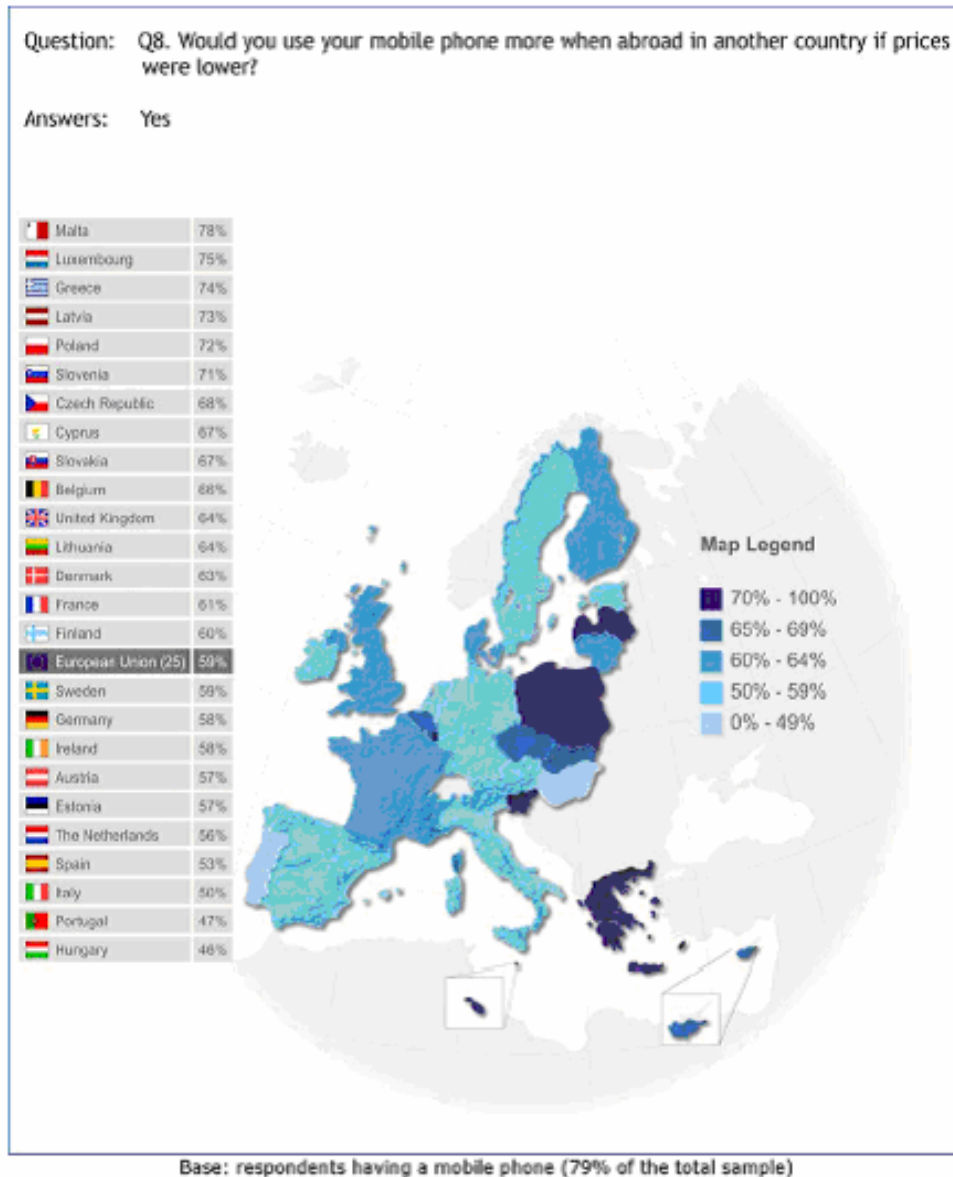 Question: Q8. Would you use your mobile phone more when abroad in another country if prices
were lower?
Answers: Yes
Malta 78%
Luxembourg 75%
Greece 74%
Latvia 73%
Poland 72%
Slovenia 71%
Czech Republic 68%
Cyprus 67%
Slovakia 67%
Belgium 66%
United Kingdom 64%
Lithuania 64%
Denmark 63%
France 61%
Finland 60%
European Union (25) 59%
Sweden 59%
Germany 58%
Ireland 58%
Austria 57%
Estonia 57%
The Netherlands 56%
Spain 53%
Italy 50%
Portugal 47%
Hungary 46%
Map Legend
70% - 100%
65% - 69%
60% - 64%
50% - 59%
0% - 49%
Base: respondents having a mobile phone (79% of the total sample)